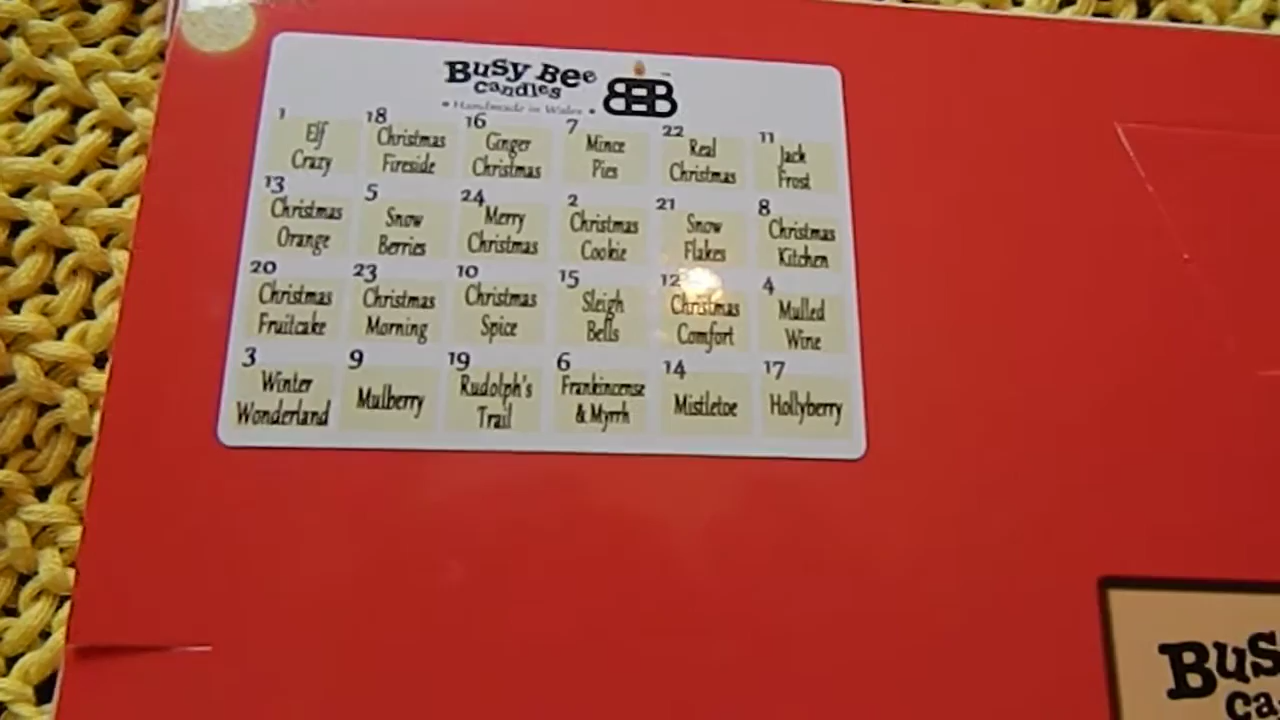 Busy Bee
Candles
BBB
• Handmade in Wales •
1 18 16 7 22 11
Elf Crazy
Christmas Fireside
Ginger Christmas
Mince Pies
Real Christmas
Jack Frost
13 5 24 2 21 8
Christmas Orange
Snow Berries
Merry Christmas
Christmas Cookie
Snow Flakes
Christmas Kitchen
20 23 10 15 12 4
Christmas Fruitcake
Christmas Morning
Christmas Spice
Sleigh Bells
Christmas Comfort
Mulled Wine
3 9 19 6 14 17
Winter Wonderland
Mulberry
Rudolph's Trail
Frankincense & Myrrh
Mistletoe
Hollyberry
Bus
ca